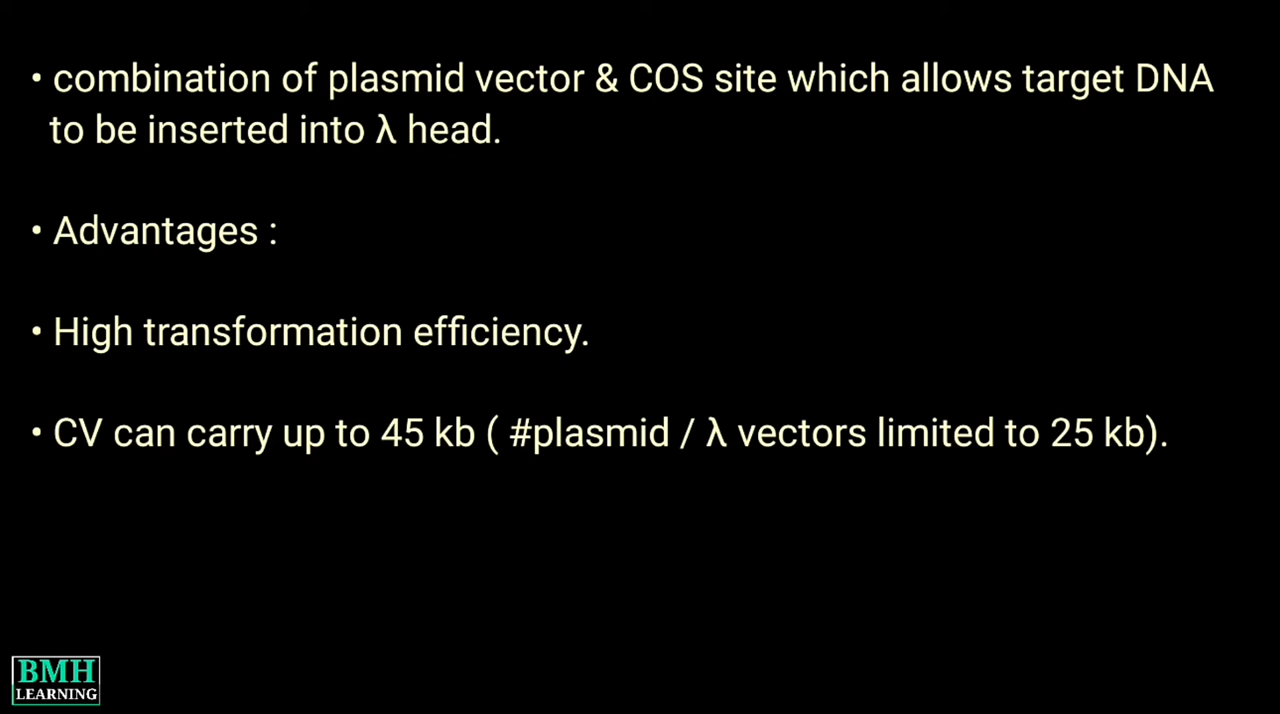 • combination of plasmid vector & COS site which allows target DNA
to be inserted into λ head.
• Advantages :
• High transformation efficiency.
• CV can carry up to 45 kb ( #plasmid / λ vectors limited to 25 kb).
BMH
LEARNING